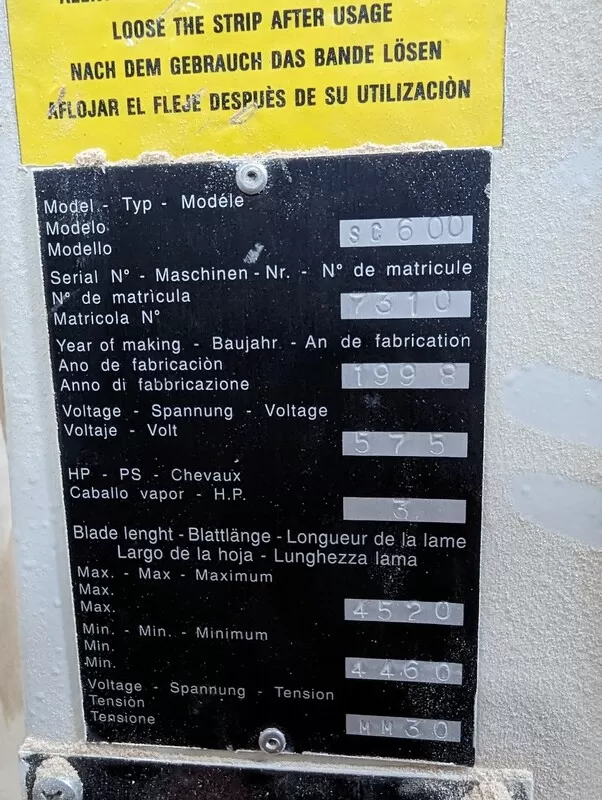 LOOSE THE STRIP AFTER USAGE
NACH DEM GEBRAUCH DAS BANDE LÖSEN
AFLOJAR EL FLEJE DESPUÈS DE SU UTILIZACIÒN
Model - Typ - Modéle
Modelo
Modello
SC600
Serial N° - Maschinen - Nr. - N° de matricule
N° de matrìcula
Matricola N°
7310
Year of making - Baujahr - An de fabrication
Ano de fabricaciòn
Anno di fabbricazione
1998
Voltage - Spannung - Voltage
Voltaje - Volt
575
HP - PS - Chevaux
Caballo vapor - H.P.
3
Blade lenght - Blattlänge - Longueur de la lame
Largo de la hoja - Lunghezza lama
Max. - Max - Maximum
Max.
Max.
4520
Min. - Min. - Minimum
Min.
Min.
4460
Voltage - Spannung - Tension
Tensiòn
Tensione
MM30